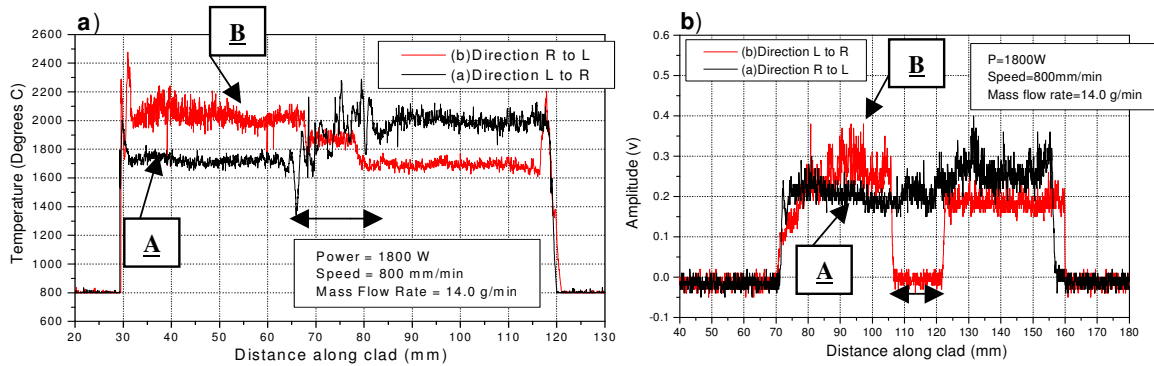 a)
B
(b)Direction R to L
(a)Direction L to R
Temperature (Degrees C)
2600
2400
2200
2000
1800
1600
1400
1200
1000
800
600
A
Power = 1800 W
Speed = 800 mm/min
Mass Flow Rate = 14.0 g/min
20 30 40 50 60 70 80 90 100 110 120 130
Distance along clad (mm)
b)
B
(b)Direction L to R
(a)Direction R to L
P=1800W
Speed=800mm/min
Mass flow rate=14.0 g/min
Amplitude (v)
0.6
0.5
0.4
0.3
0.2
0.1
0.0
-0.1
A
40 50 60 70 80 90 100 110 120 130 140 150 160 170 180
Distance along clad (mm)